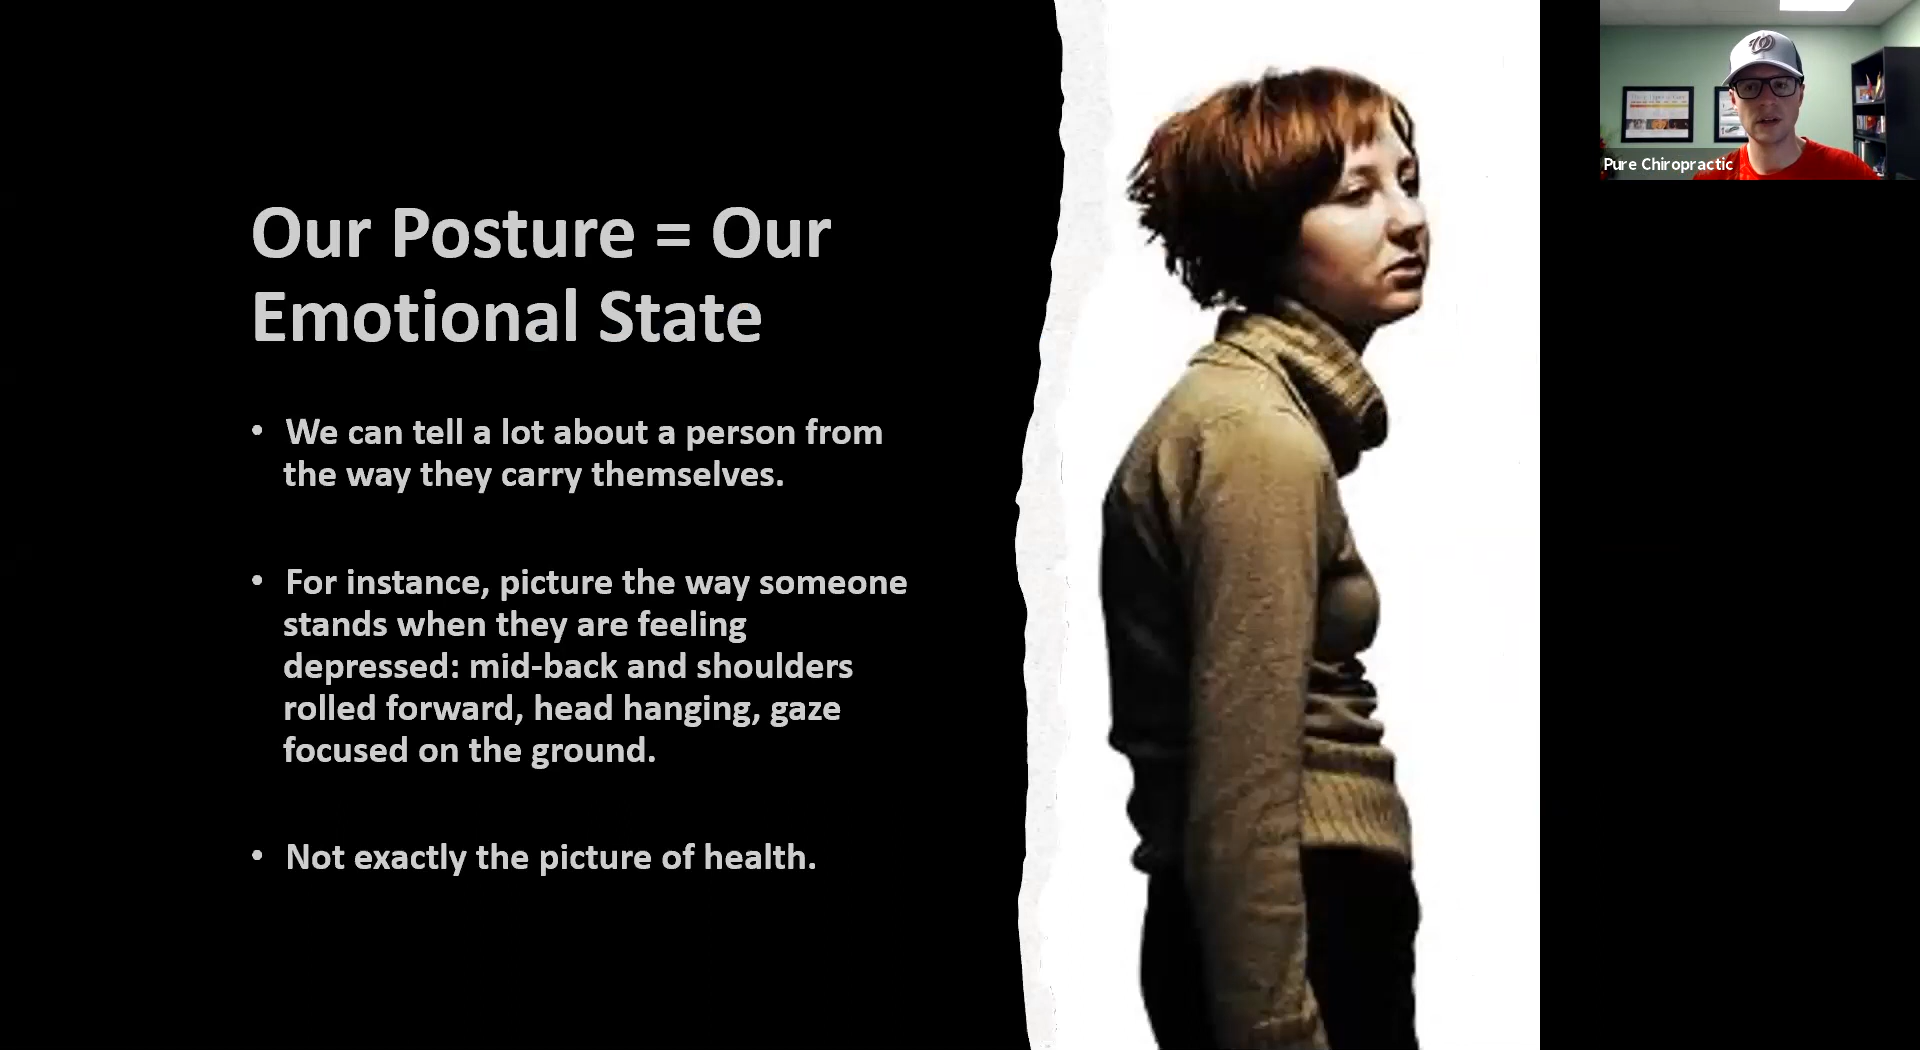 Our Posture = Our
Emotional State
• We can tell a lot about a person from
the way they carry themselves.
• For instance, picture the way someone
stands when they are feeling
depressed: mid-back and shoulders
rolled forward, head hanging, gaze
focused on the ground.
• Not exactly the picture of health.
Pure Chiropractic